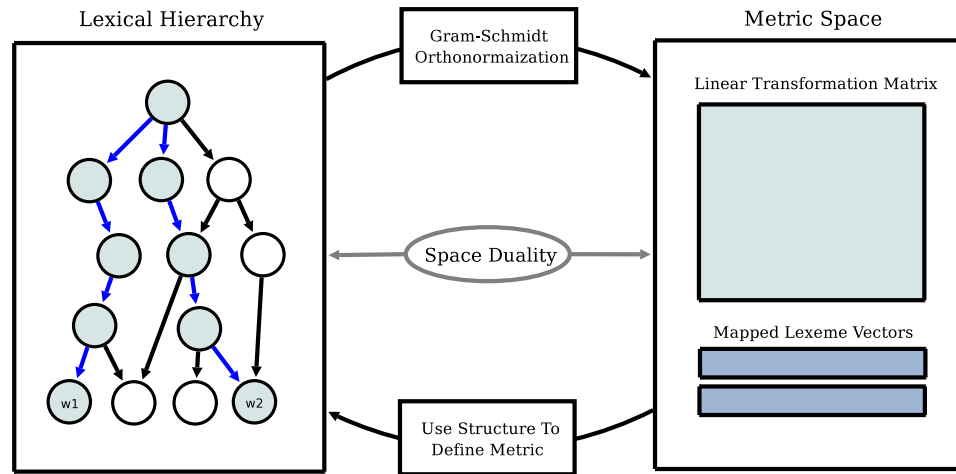 Lexical Hierarchy
Metric Space
Gram-Schmidt
Orthonormaization
Linear Transformation Matrix
Space Duality
Mapped Lexeme Vectors
w1
w2
Use Structure To
Define Metric